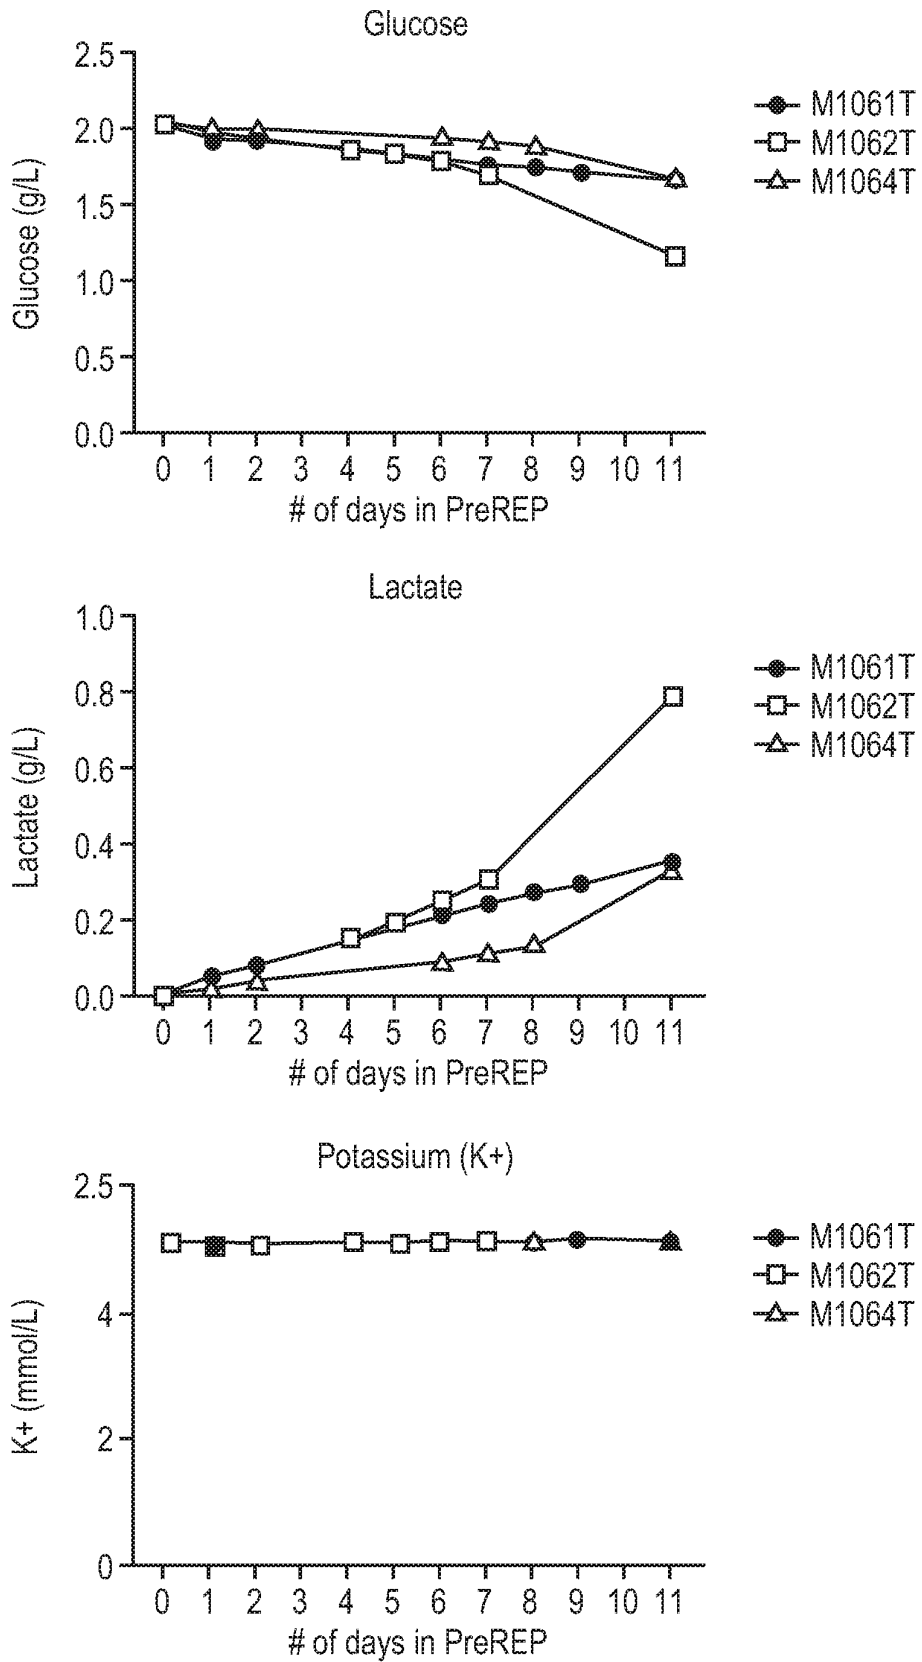 Glucose
2.5
2.0
1.5
1.0
0.5
0.0
Glucose (g/L)
0 1 2 3 4 5 6 7 8 9 10 11
# of days in PreREP
M1061T
M1062T
M1064T
Lactate
1.0
0.8
0.6
0.4
0.2
0.0
Lactate (g/L)
0 1 2 3 4 5 6 7 8 9 10 11
# of days in PreREP
M1061T
M1062T
M1064T
Potassium (K+)
2.5
4
2
0
K+ (mmol/L)
0 1 2 3 4 5 6 7 8 9 10 11
# of days in PreREP
M1061T
M1062T
M1064T